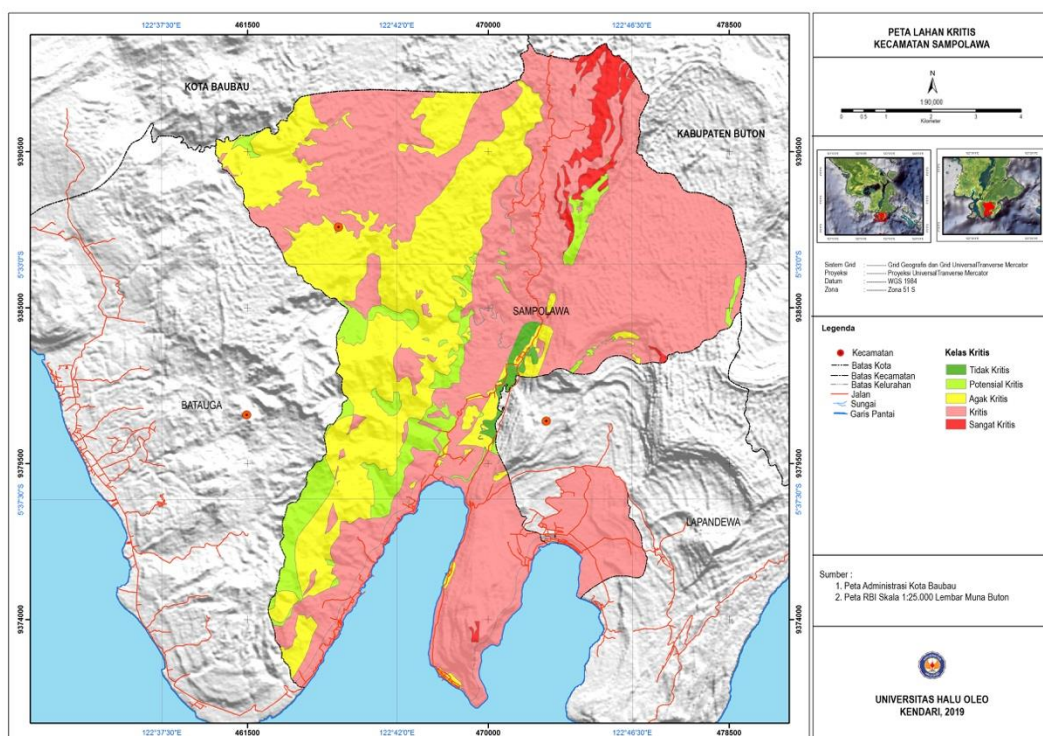 122°37'30"E
461500
122°42'0"E
470000
122°46'30"E
478500
KOTA BAUBAU
KABUPATEN BUTON
9390500
9390500
5°33'0"S
5°33'0"S
9385000
SAMPOLAWA
9385000
BATAUGA
9379500
9379500
5°37'30"S
5°37'30"S
LAPANDEWA
9374000
9374000
122°37'30"E
461500
122°42'0"E
470000
122°46'30"E
478500
PETA LAHAN KRITIS
KECAMATAN SAMPOLAWA
N
1:90,000
0 0.5 1 2 3 4
Kilometer
Sistem Grid : Grid Geografis dan Grid UniversalTranverse Mercator
Proyeksi : Proyeksi UniversalTranverse Mercator
Datum : WGS 1984
Zona : Zona 51 S
Legenda
Kecamatan
Batas Kota
Batas Kecamatan
Batas Kelurahan
Jalan
Sungai
Garis Pantai
Kelas Kritis
Tidak Kritis
Potensial Kritis
Agak Kritis
Kritis
Sangat Kritis
Sumber :
1. Peta Administrasi Kota Baubau
2. Peta RBI Skala 1:25.000 Lembar Muna Buton
UNIVERSITAS HALU OLEO
KENDARI, 2019